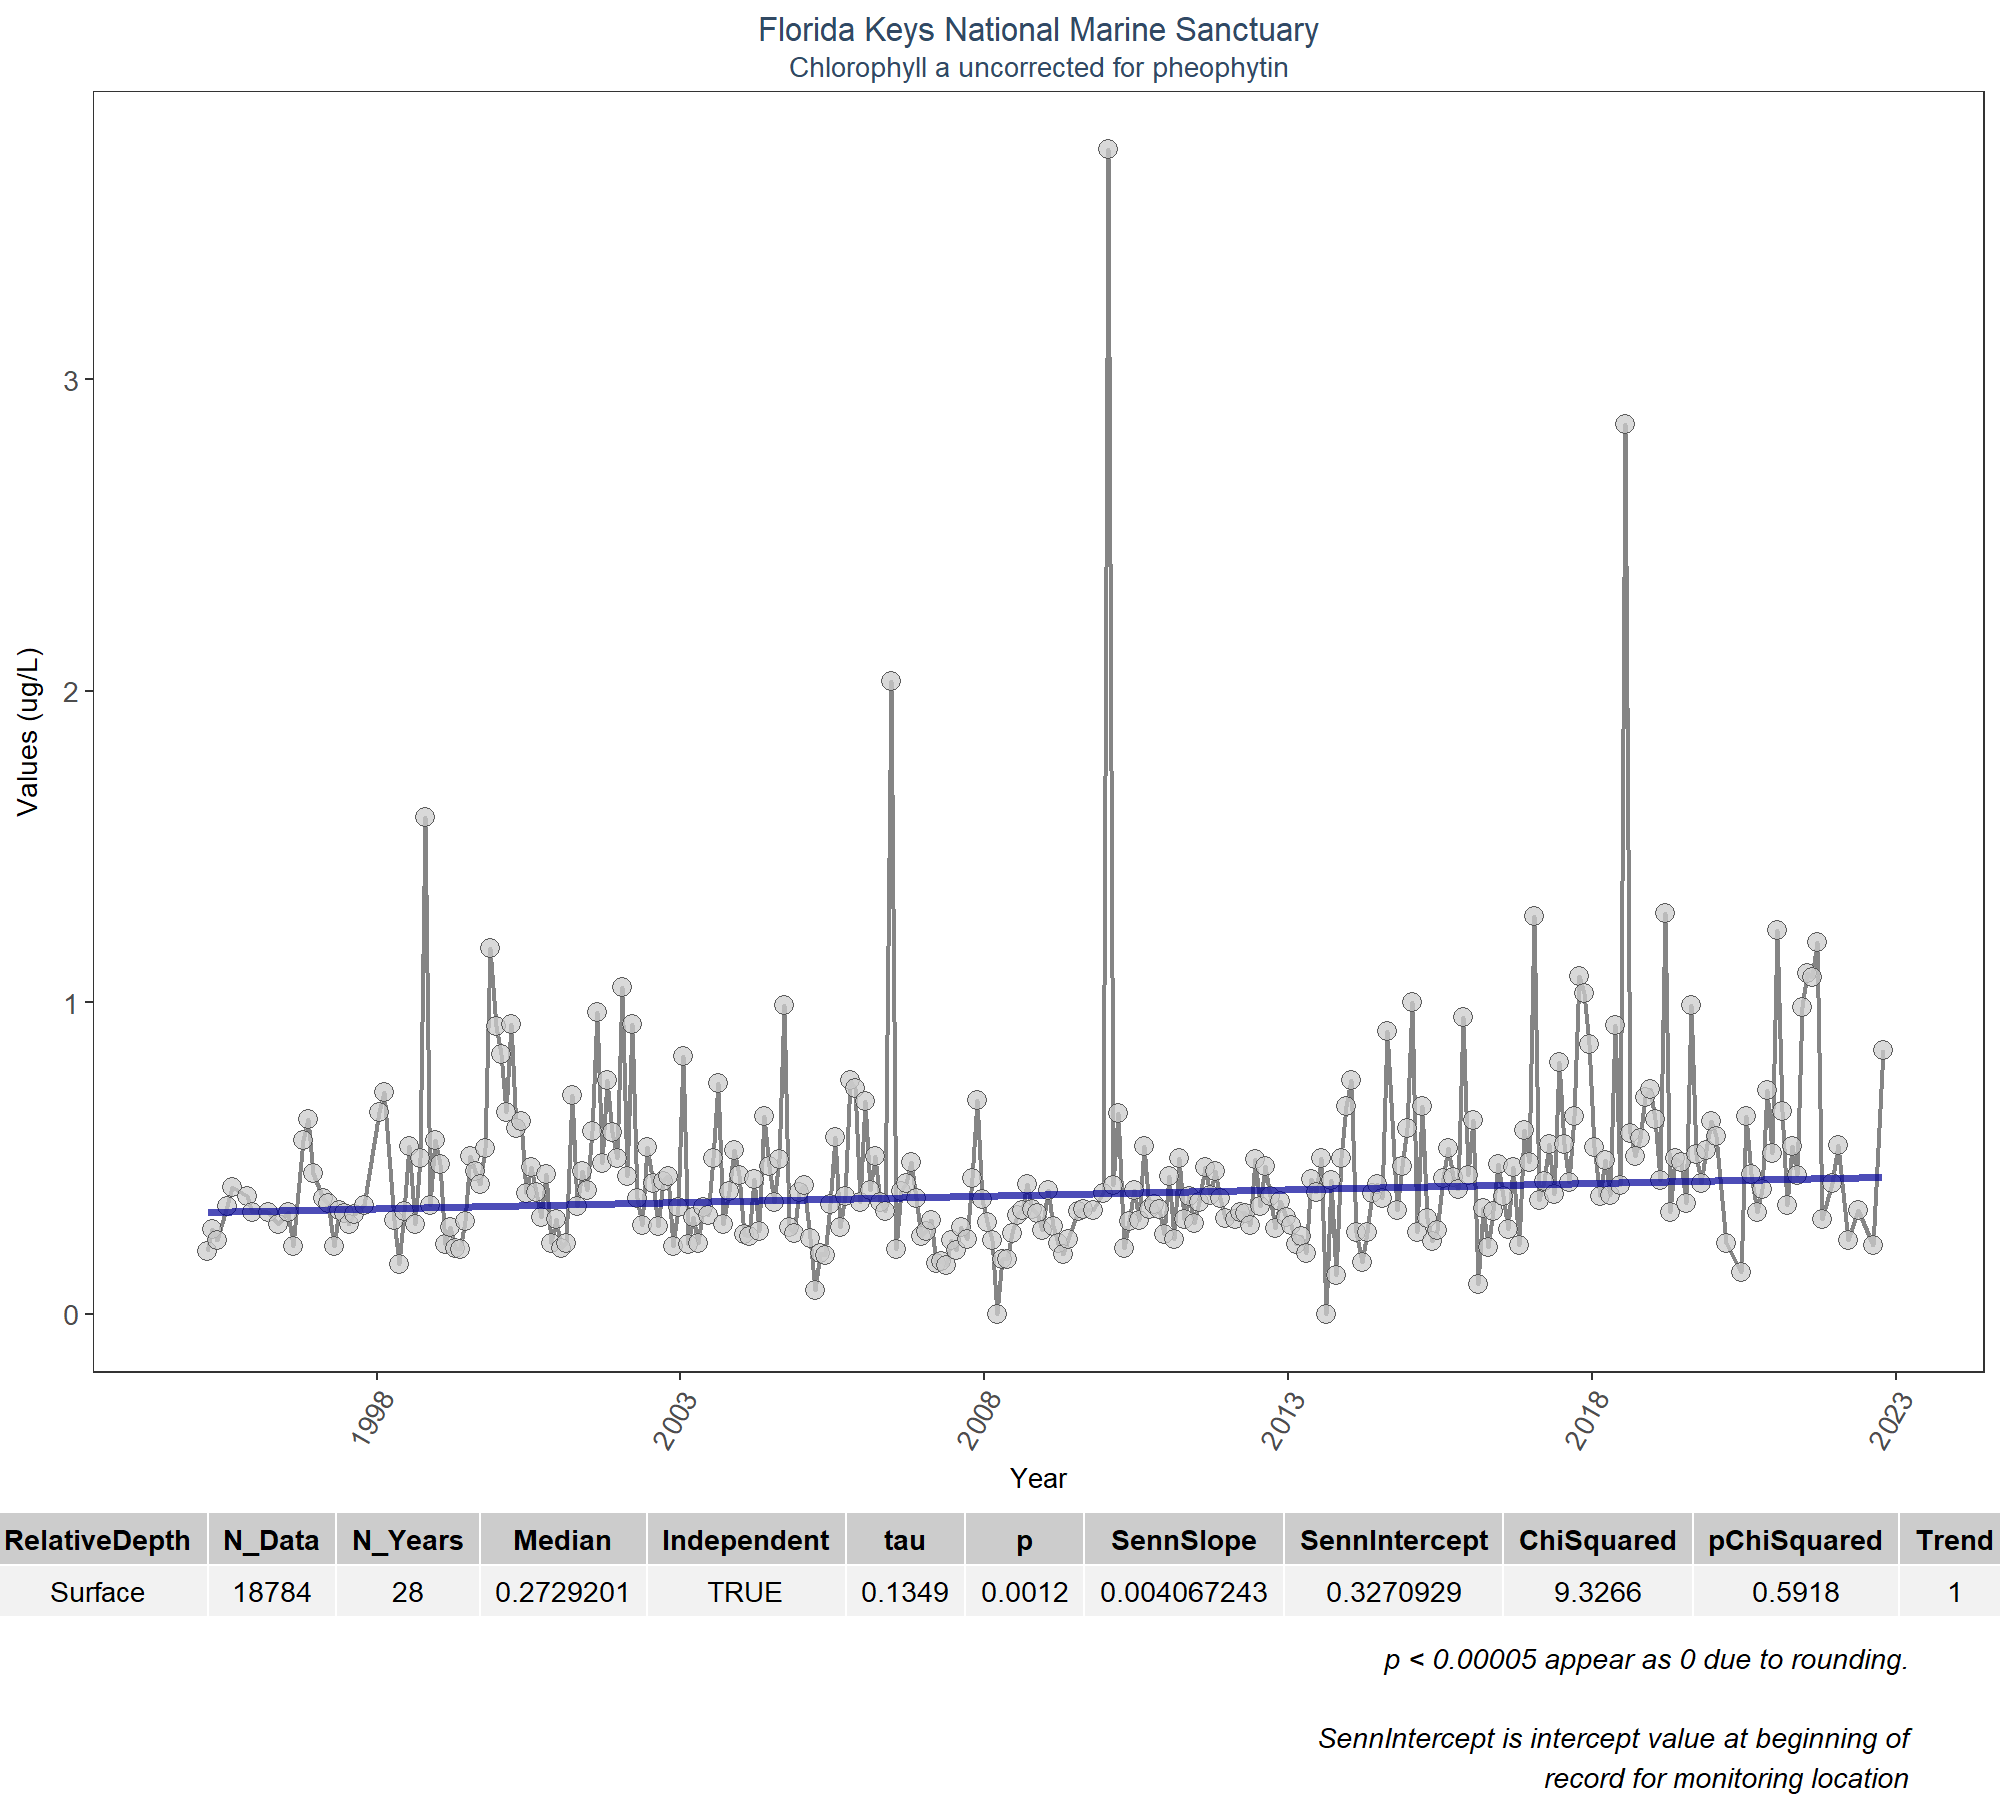 Florida Keys National Marine Sanctuary
Chlorophyll a uncorrected for pheophytin
Values (ug/L)
3
2
1
0
1998 2003 2008 2013 2018 2023
Year
RelativeDepth N_Data N_Years Median Independent tau p SennSlope SennIntercept ChiSquared pChiSquared Trend
Surface 18784 28 0.2729201 TRUE 0.1349 0.0012 0.004067243 0.3270929 9.3266 0.5918 1
p < 0.00005 appear as 0 due to rounding.
SennIntercept is intercept value at beginning of
record for monitoring location